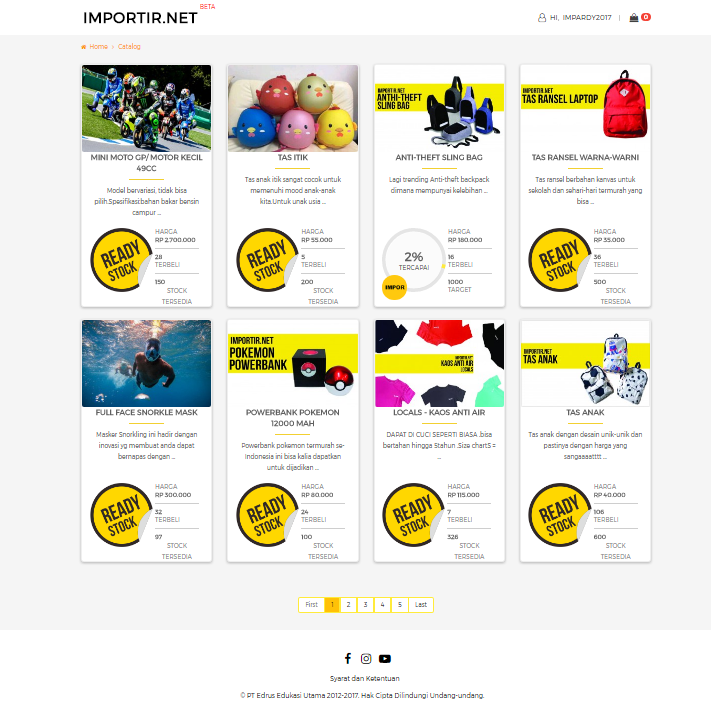 IMPORTIR.NET BETA
HI, IMPARDY2017 | 0
Home › Catalog
MINI MOTO GP/ MOTOR KECIL
49CC
Model bervariasi, tidak bisa
pilih.Spesifikasi:bahan bakar bensin
campur ...
READY
STOCK
HARGA
RP 2.700.000
28
TERBELI
150
STOCK
TERSEDIA
TAS ITIK
Tas anak itik sangat cocok untuk
memenuhi mood anak-anak
kita.Untuk unak usia ...
READY
STOCK
HARGA
RP 55.000
5
TERBELI
200
STOCK
TERSEDIA
IMPORTIR.NET
ANTHI-THEFT
SLING BAG
ANTI-THEFT SLING BAG
Lagi trending Anti-theft backpack
dimana mempunyai kelebihan ...
2%
TERCAPAI
IMPOR
HARGA
RP 180.000
16
TERBELI
1000
TARGET
IMPORTIR.NET
TAS RANSEL LAPTOP
TAS RANSEL WARNA-WARNI
Tas ransel berbahan kanvas untuk
sekolah dan sehari-hari termurah yang
bisa ...
READY
STOCK
HARGA
RP 35.000
36
TERBELI
500
STOCK
TERSEDIA
FULL FACE SNORKLE MASK
Masker Snorkling ini hadir dengan
inovasi yg membuat anda dapat
bernapas dengan ...
READY
STOCK
HARGA
RP 300.000
32
TERBELI
97
STOCK
TERSEDIA
IMPORTIR.NET
POKEMON
POWERBANK
POWERBANK POKEMON
12000 MAH
Powerbank pokemon termurah se-
Indonesia ini bisa kalia dapatkan
untuk dijadikan ...
READY
STOCK
HARGA
RP 80.000
24
TERBELI
100
STOCK
TERSEDIA
IMPORTIR.NET
KAOS ANTI AIR
LOCALS
LOCALS - KAOS ANTI AIR
DAPAT DI CUCI SEPERTI BIASA .bisa
bertahan hingga 5tahun .Size chart:S =
...
READY
STOCK
HARGA
RP 115.000
7
TERBELI
326
STOCK
TERSEDIA
IMPORTIR.NET
TAS ANAK
TAS ANAK
Tas anak dengan desain unik-unik dan
pastinya dengan harga yang
sangaaaatttt ...
READY
STOCK
HARGA
RP 40.000
106
TERBELI
600
STOCK
TERSEDIA
First 1 2 3 4 5 Last
Syarat dan Ketentuan
© PT Edrus Edukasi Utama 2012-2017. Hak Cipta Dilindungi Undang-undang.